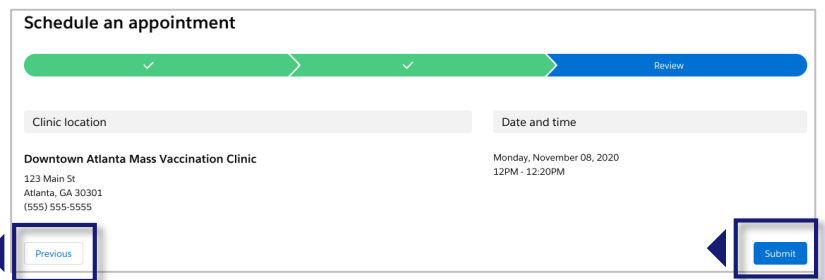 Schedule an appointment
Review
Clinic location
Date and time
Downtown Atlanta Mass Vaccination Clinic
123 Main St
Atlanta, GA 30301
(555) 555-5555
Monday, November 08, 2020
12PM - 12:20PM
Previous
Submit